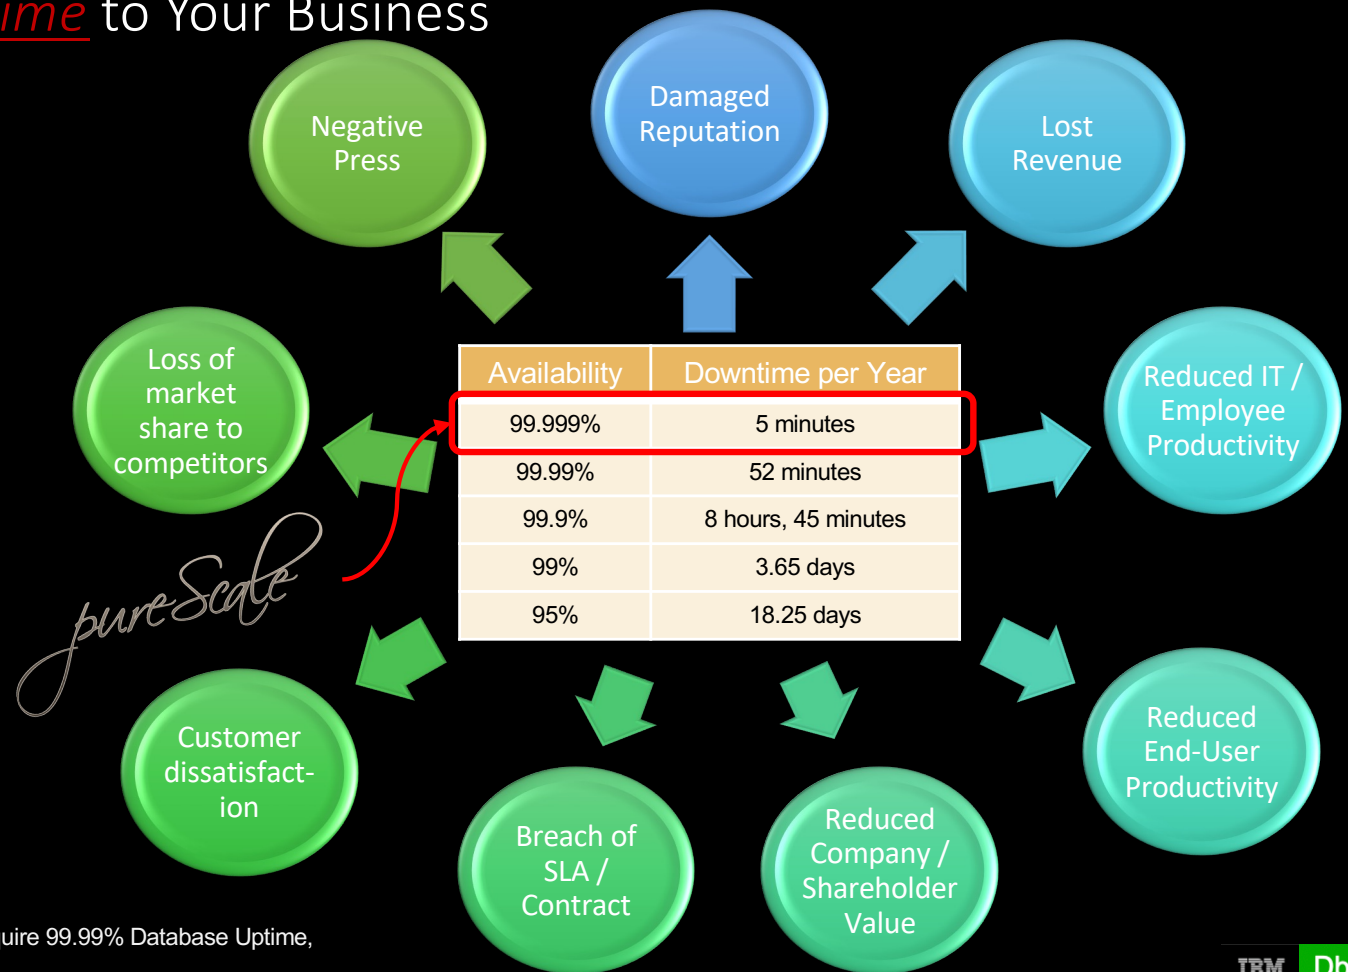 ime to Your Business
Negative
Press
Damaged
Reputation
Lost
Revenue
Loss of
market
share to
competitors
Reduced IT /
Employee
Productivity
Availability Downtime per Year
99.999% 5 minutes
99.99% 52 minutes
99.9% 8 hours, 45 minutes
99% 3.65 days
95% 18.25 days
pureScale
Customer
dissatisfact-
ion
Breach of
SLA /
Contract
Reduced
Company /
Shareholder
Value
Reduced
End-User
Productivity
uire 99.99% Database Uptime,
IBM Db